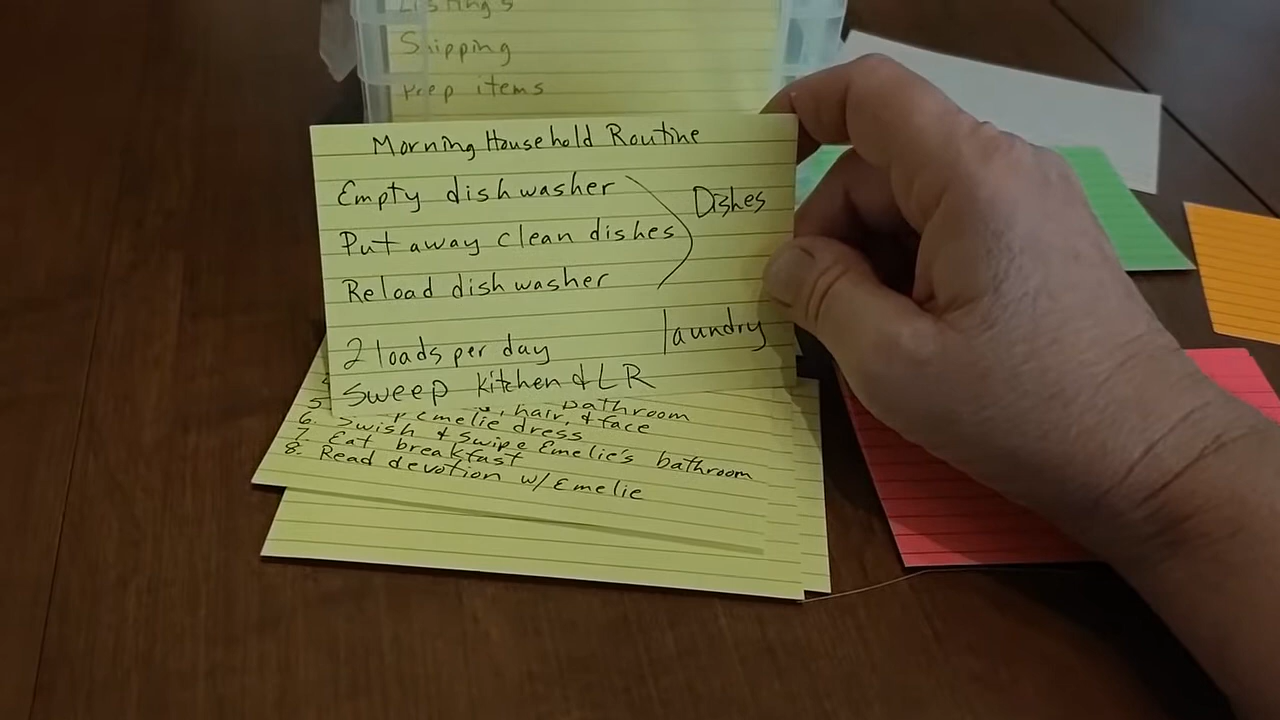 Listings
Shipping
Prep items
Morning Household Routine
Empty dishwasher
Put away clean dishes
Reload dishwasher
Dishes
2 loads per day
laundry
Sweep kitchen & LR
5
bathroom
, hair, & face
6. Emelie dress
7. Swish & Swipe Emelie's bathroom
Eat breakfast
8. Read devotion w/ Emelie